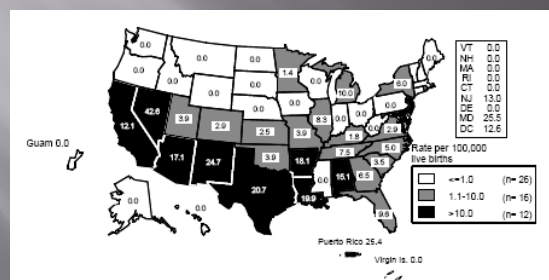 0.0
0.0
0.0
0.0
0.0
0.0
0.0
0.0
0.0
0.0
0.0
0.0
0.0
1.4
0.0
10.0
6.0
0.0
42.6
12.1
3.9
2.9
2.5
3.9
8.3
0.0
1.8
0.0
2.9
17.1
24.7
3.9
18.1
7.5
5.0
3.5
20.7
19.9
0.0
15.1
6.5
9.6
Guam 0.0
0.0
0.0
VT 0.0
NH 0.0
MA 0.0
RI 0.0
CT 0.0
NJ 13.0
DE 0.0
MD 25.5
DC 12.6
Rate per 100,000
live births
<=1.0 (n= 26)
1.1-10.0 (n= 16)
>10.0 (n= 12)
Puerto Rico 25.4
Virgin Is. 0.0